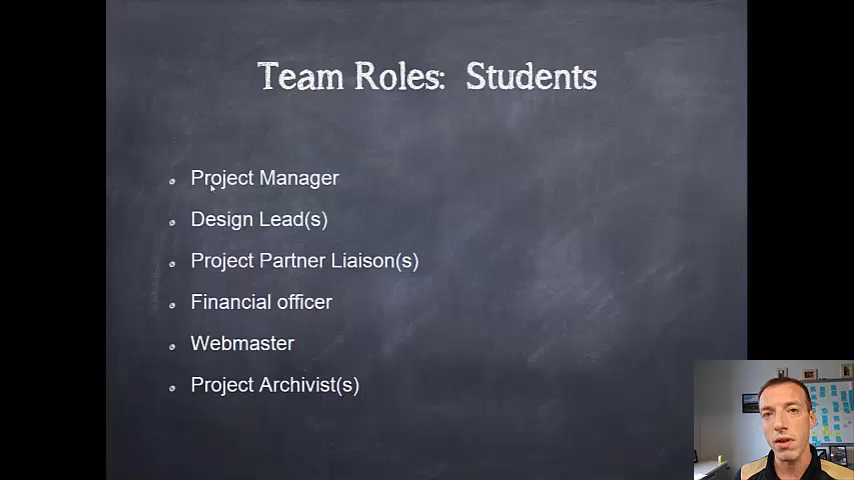 Team Roles: Students
Project Manager
Design Lead(s)
Project Partner Liaison(s)
Financial officer
Webmaster
Project Archivist(s)